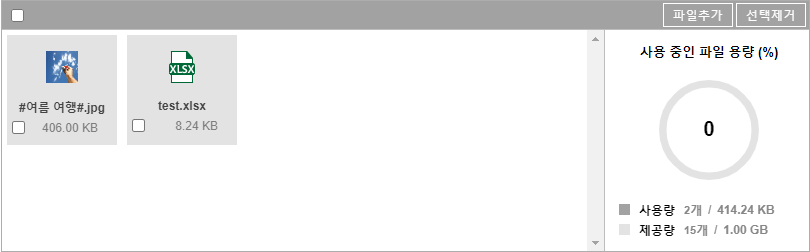 파일추가 선택제거
#여름 여행#.jpg
406.00 KB
XLSX
test.xlsx
8.24 KB
사용 중인 파일 용량 (%)
0
사용량 2개 / 414.24 KB
제공량 15개 / 1.00 GB